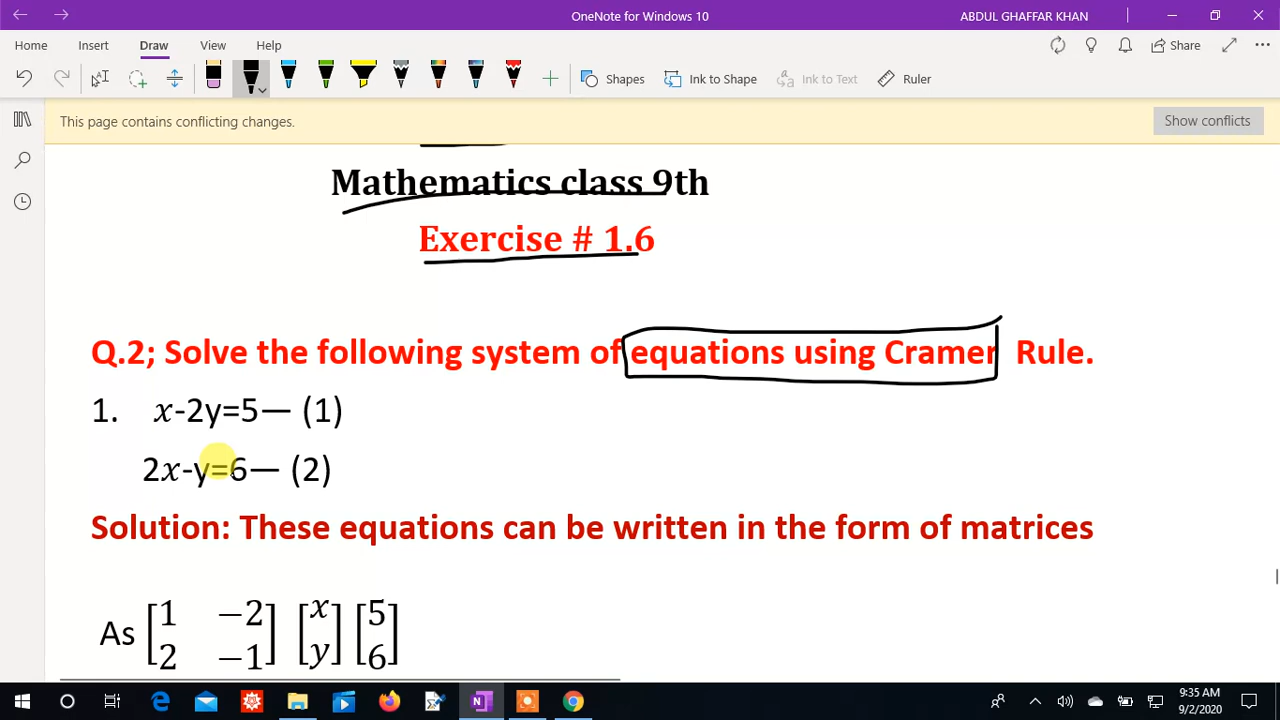 OneNote for Windows 10
ABDUL GHAFFAR KHAN
Home Insert Draw View Help
Share
Shapes Ink to Shape Ink to Text Ruler
This page contains conflicting changes.
Show conflicts
Mathematics class 9th
Exercise # 1.6
Q.2; Solve the following system of equations using Cramer Rule.
1. x-2y=5— (1)
2x-y=6— (2)
Solution: These equations can be written in the form of matrices
As [1 −2 2 −1] [x y] [5 6]
9:35 AM
9/2/2020